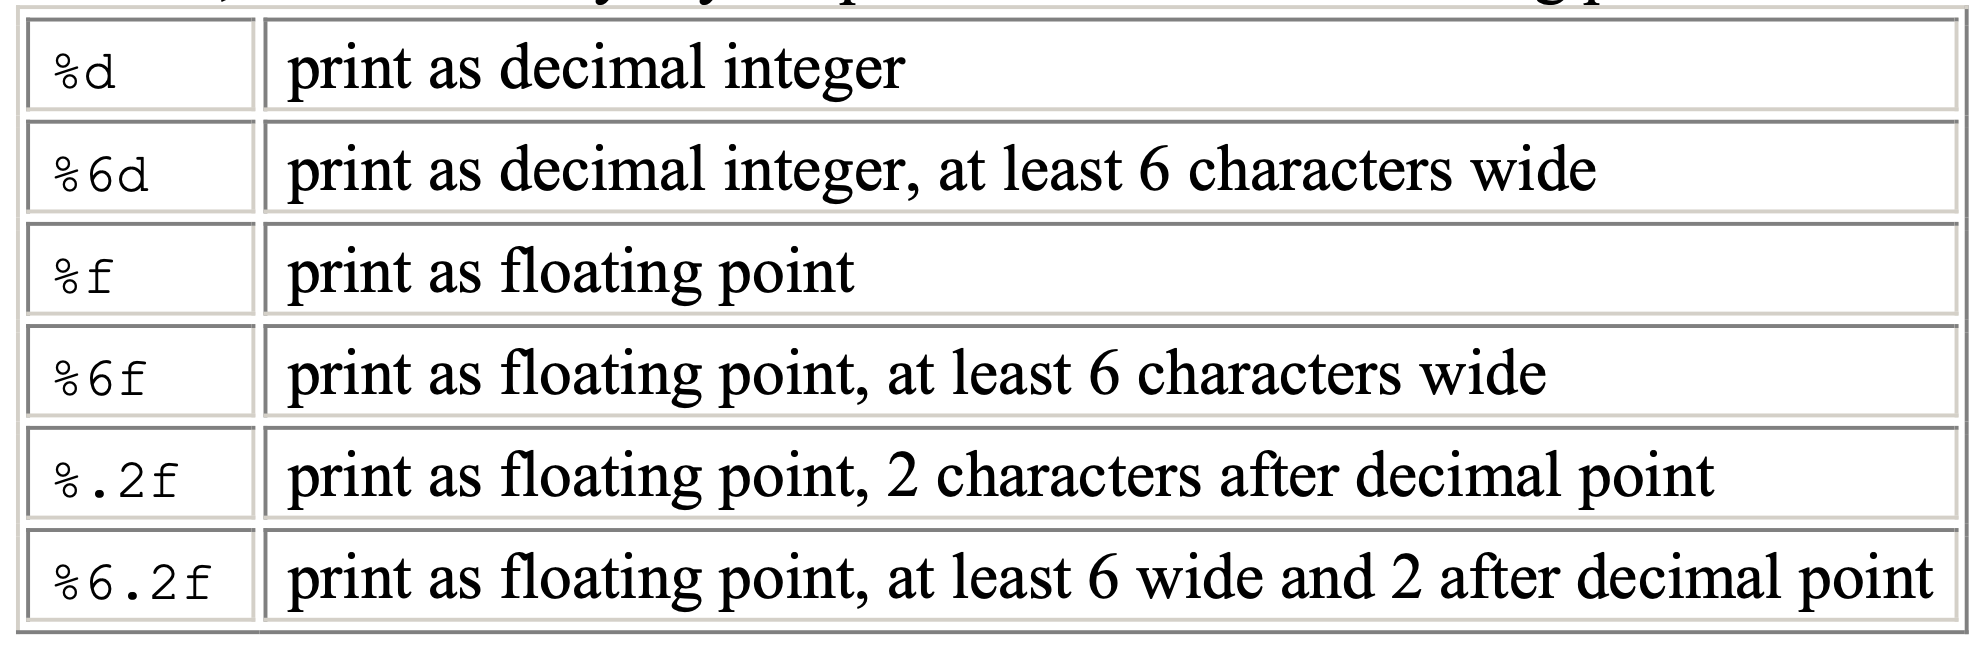 %d print as decimal integer
%6d print as decimal integer, at least 6 characters wide
%f print as floating point
%6f print as floating point, at least 6 characters wide
%.2f print as floating point, 2 characters after decimal point
%6.2f print as floating point, at least 6 wide and 2 after decimal point